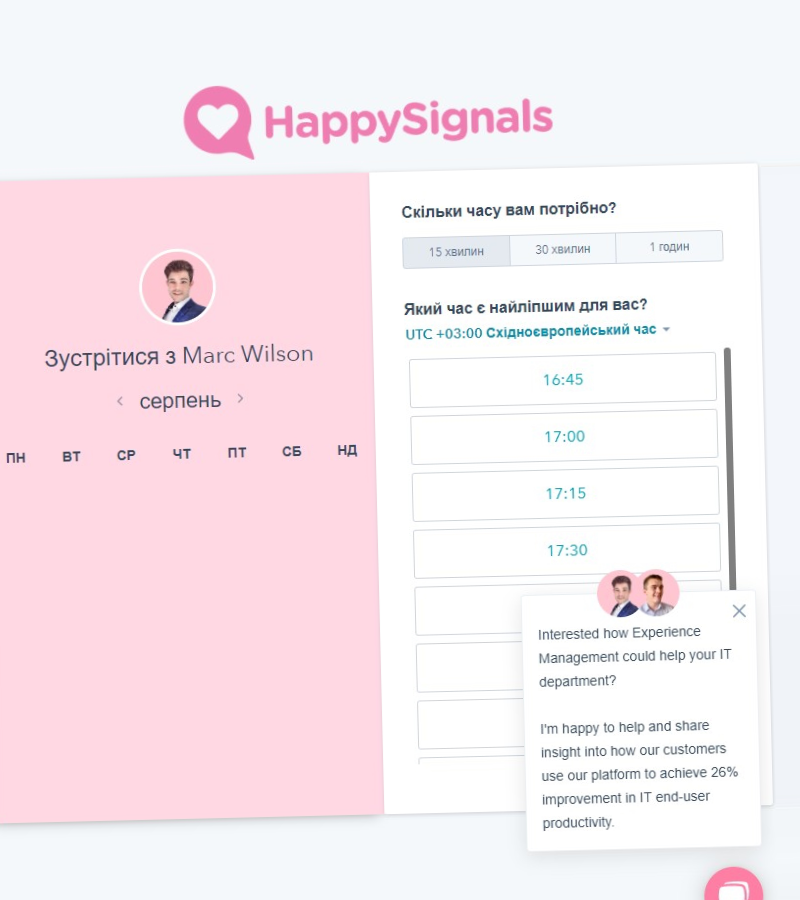 HappySignals
Зустрітися з Marc Wilson
серпень
ПН ВТ СР ЧТ ПТ СБ НД
Скільки часу вам потрібно?
15 хвилин 30 хвилин 1 годин
Який час є найліпшим для вас?
UTC +03:00 Східноєвропейський час
16:45
17:00
17:15
17:30
Interested how Experience
Management could help your IT
department?
I'm happy to help and share
insight into how our customers
use our platform to achieve 26%
improvement in IT end-user
productivity.